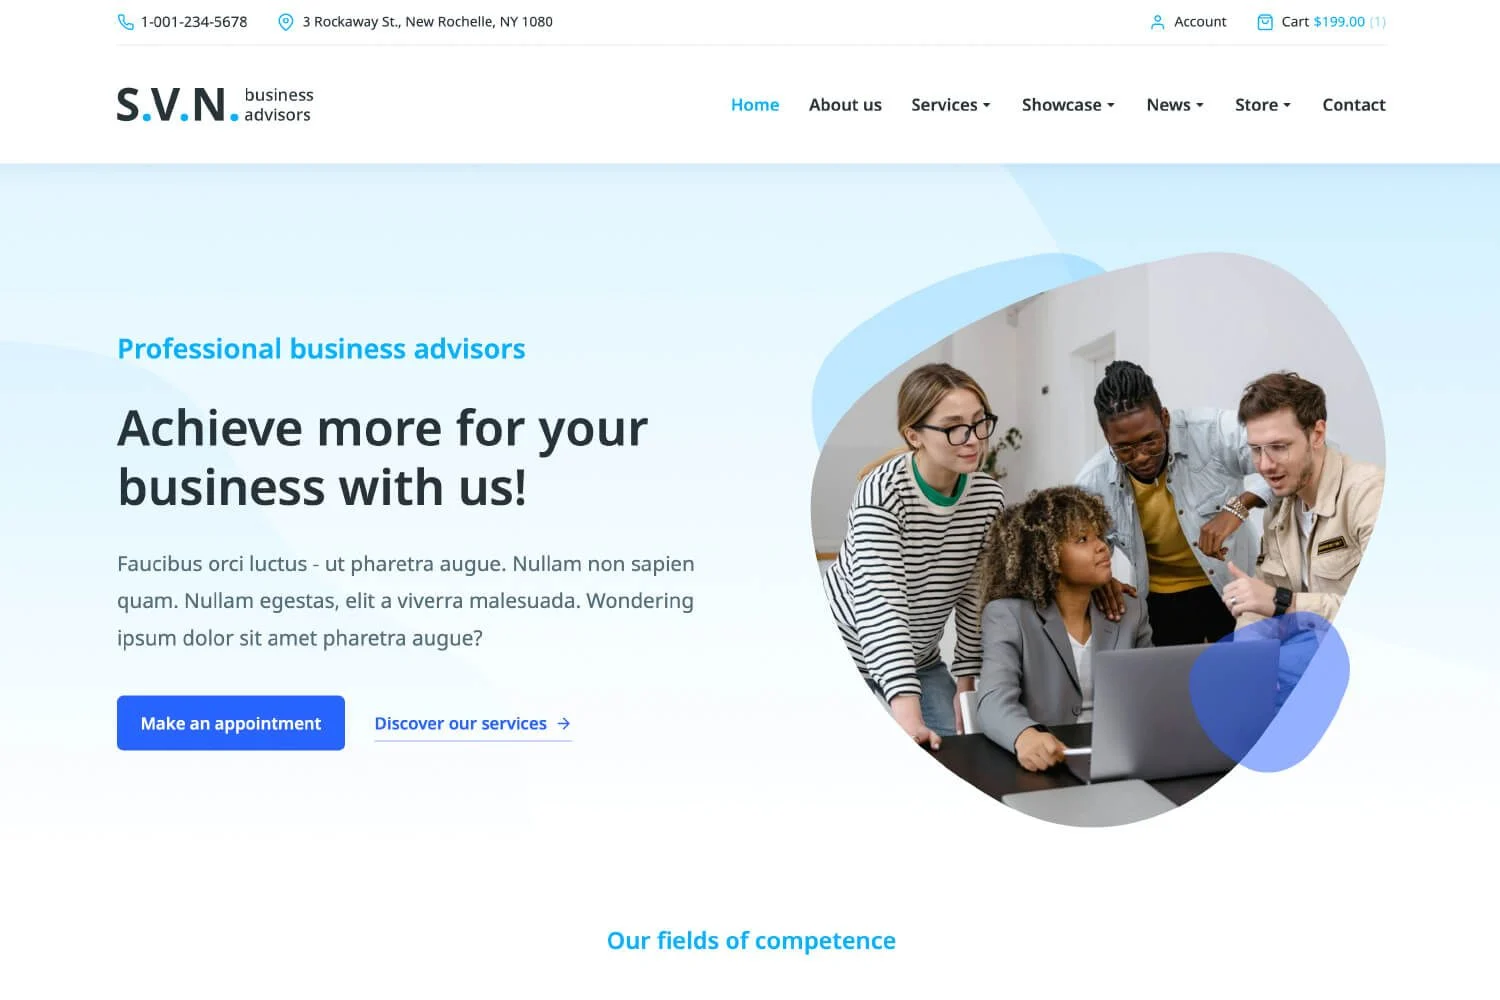 1-001-234-5678
3 Rockaway St., New Rochelle, NY 1080
Account
Cart $199.00 (1)
S.V.N. business advisors
Home
About us
Services
Showcase
News
Store
Contact
Professional business advisors
Achieve more for your
business with us!
Faucibus orci luctus - ut pharetra augue. Nullam non sapien
quam. Nullam egestas, elit a viverra malesuada. Wondering
ipsum dolor sit amet pharetra augue?
Make an appointment
Discover our services
Our fields of competence